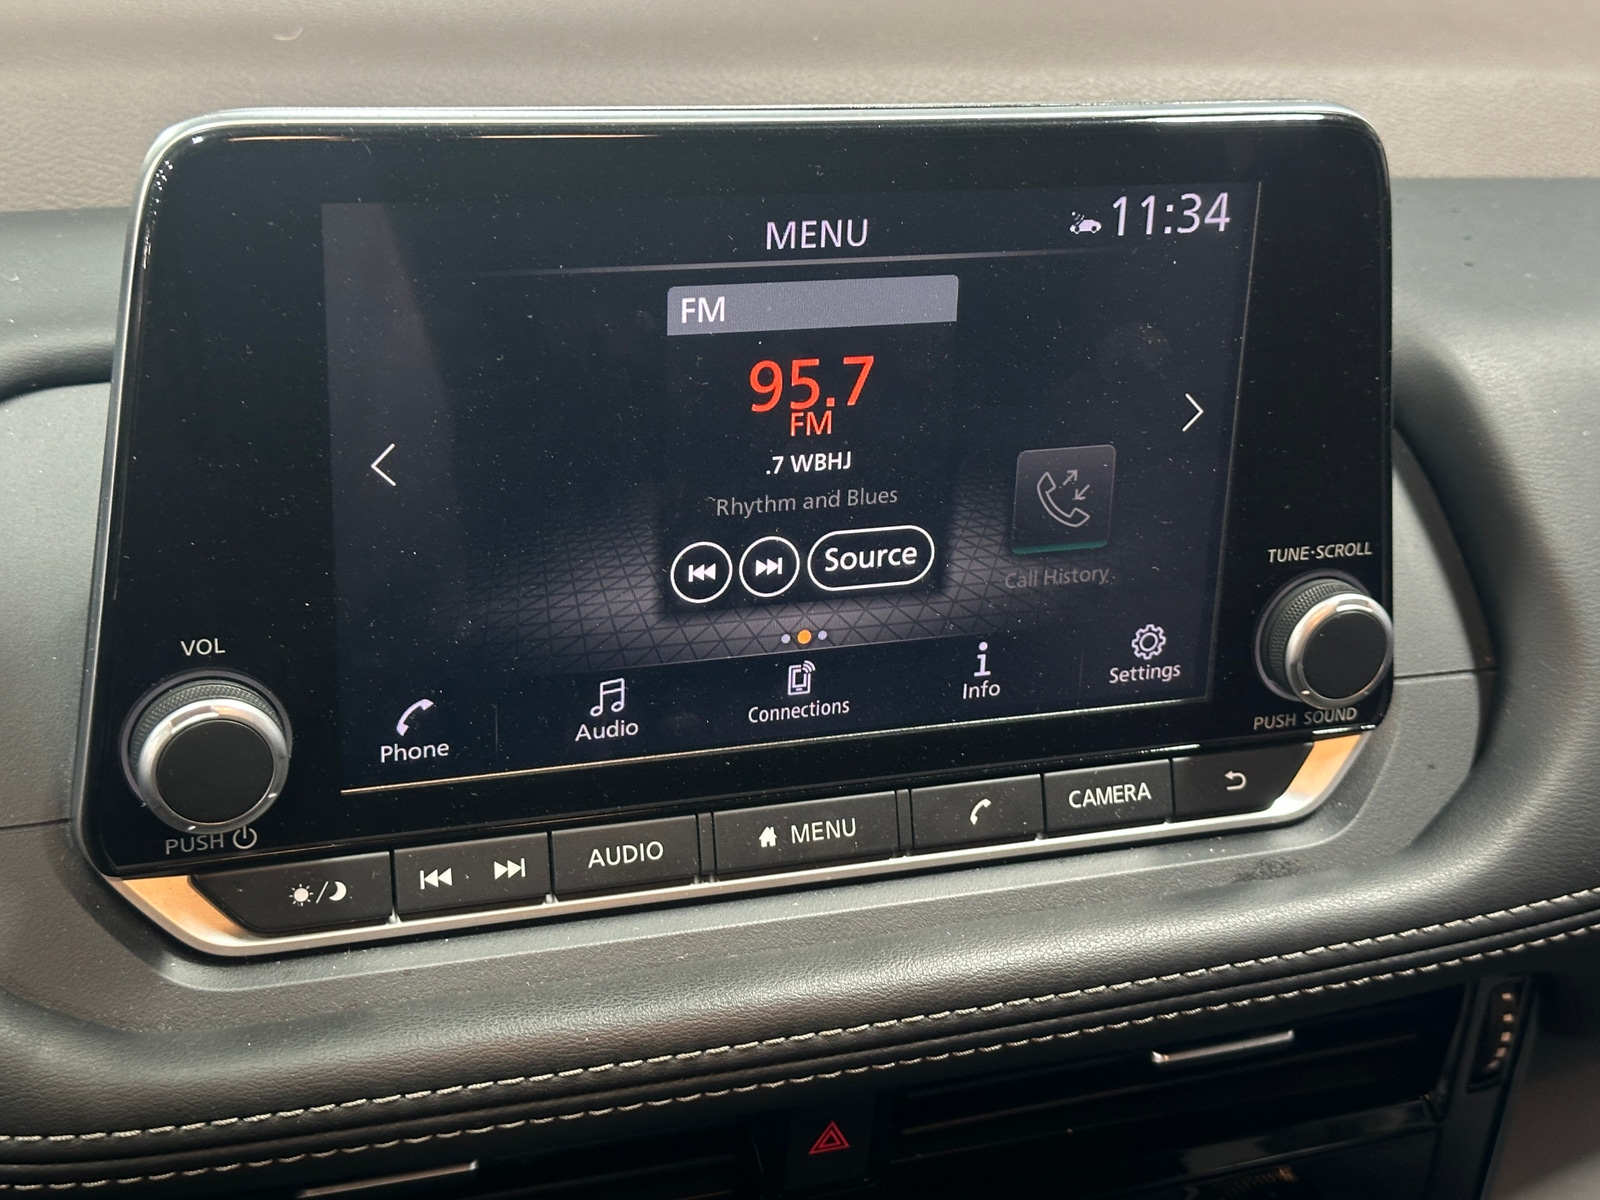 MENU
11:34
FM
95.7
FM
.7 WBHJ
Rhythm and Blues
Source
Call History
Phone
Audio
Connections
Info
Settings
VOL
PUSH
TUNE·SCROLL
PUSH SOUND
AUDIO
MENU
CAMERA